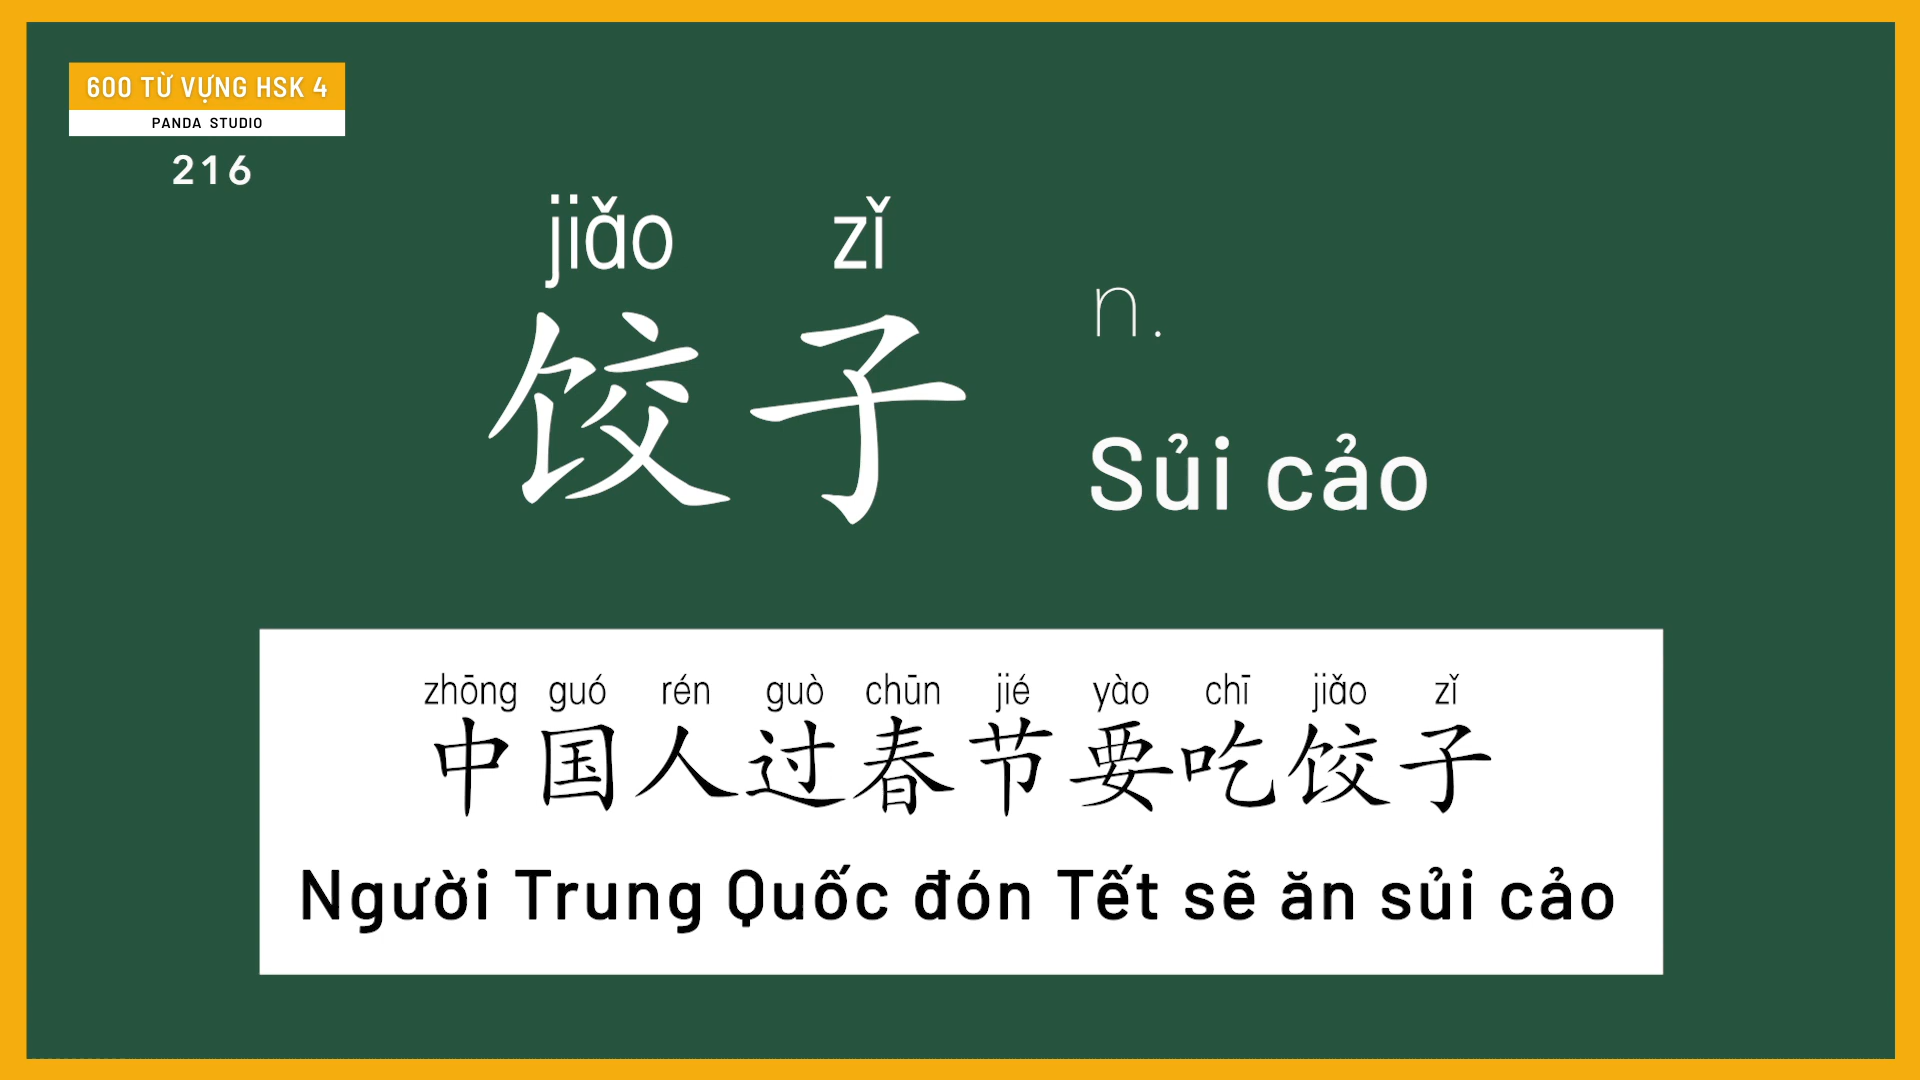 600 TỪ VỰNG HSK 4
PANDA STUDIO
216
jiǎo zǐ
饺子
n.
Sủi cảo
zhōng guó rén guò chūn jié yào chī jiǎo zǐ
中国人过春节要吃饺子
Người Trung Quốc đón Tết sẽ ăn sủi cảo